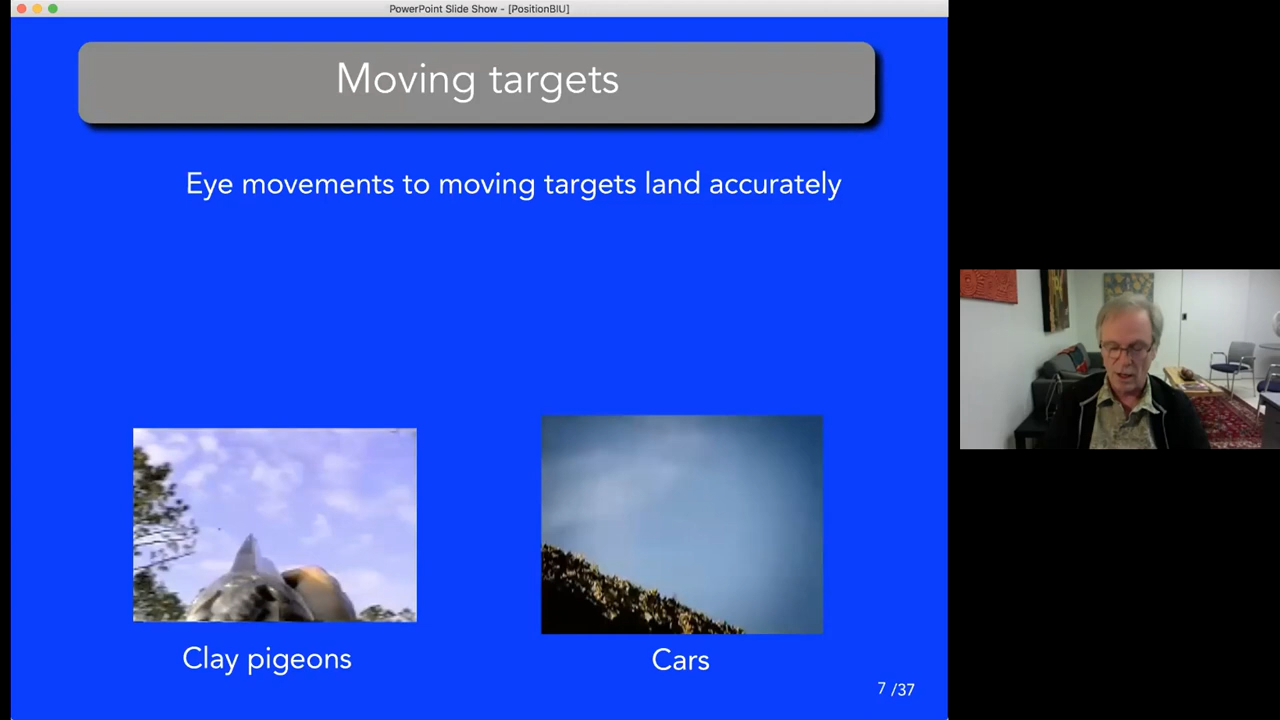 PowerPoint Slide Show - [PositionBIU]
Moving targets
Eye movements to moving targets land accurately
Clay pigeons
Cars
7 /37